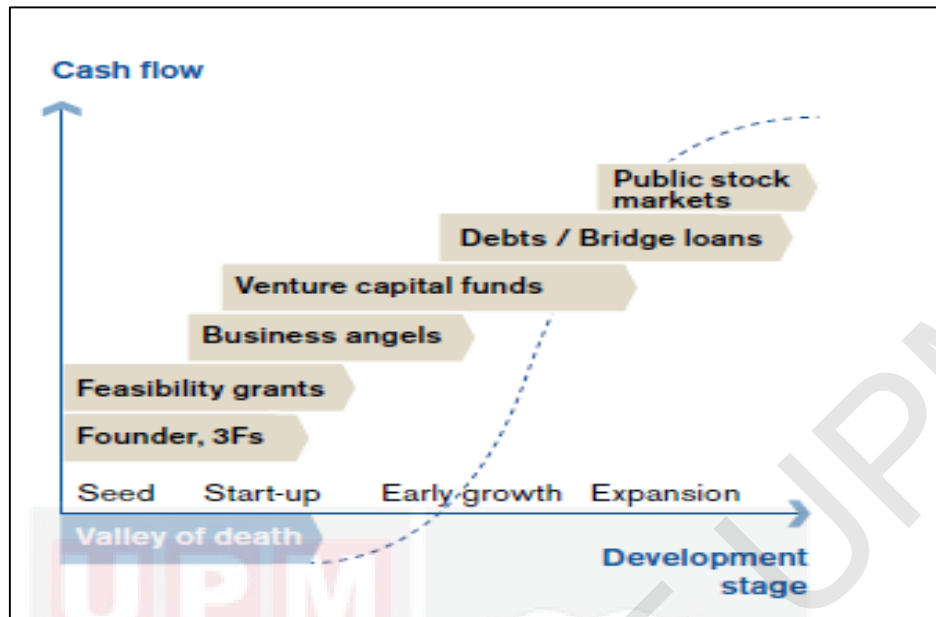 Cash flow
Public stock
markets
Debts / Bridge loans
Venture capital funds
Business angels
Feasibility grants
Founder, 3Fs
Seed Start-up Early growth Expansion
Valley of death
Development
stage
UPM
UPM